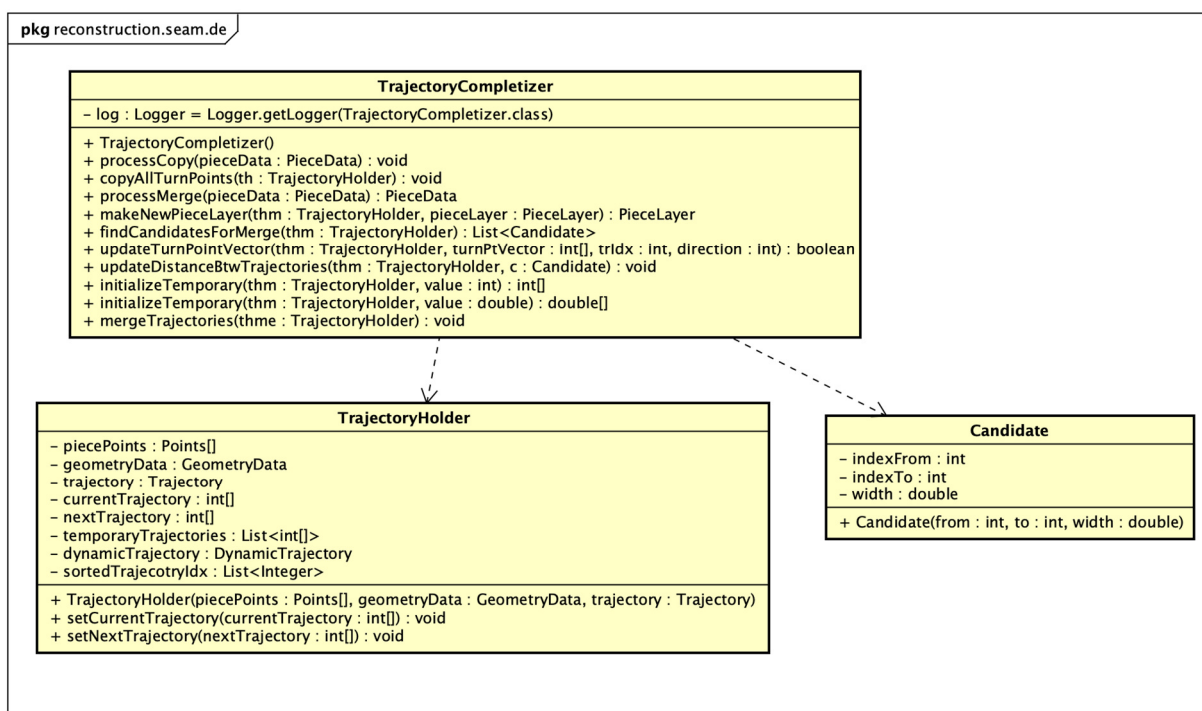 pkg reconstruction.seam.de
TrajectoryCompletizer
- log : Logger = Logger.getLogger(TrajectoryCompletizer.class)
+ TrajectoryCompletizer()
+ processCopy(pieceData : PieceData) : void
+ copyAllTurnPoints(th : TrajectoryHolder) : void
+ processMerge(pieceData : PieceData) : PieceData
+ makeNewPieceLayer(thm : TrajectoryHolder, pieceLayer : PieceLayer) : PieceLayer
+ findCandidatesForMerge(thm : TrajectoryHolder) : List<Candidate>
+ updateTurnPointVector(thm : TrajectoryHolder, turnPtVector : int[], trIdx : int, direction : int) : boolean
+ updateDistanceBtwTrajectories(thm : TrajectoryHolder, c : Candidate) : void
+ initializeTemporary(thm : TrajectoryHolder, value : int) : int[]
+ initializeTemporary(thm : TrajectoryHolder, value : double) : double[]
+ mergeTrajectories(thme : TrajectoryHolder) : void
TrajectoryHolder
- piecePoints : Points[]
- geometryData : GeometryData
- trajectory : Trajectory
- currentTrajectory : int[]
- nextTrajectory : int[]
- temporaryTrajectories : List<int[]>
- dynamicTrajectory : DynamicTrajectory
- sortedTrajecotryIdx : List<Integer>
+ TrajectoryHolder(piecePoints : Points[], geometryData : GeometryData, trajectory : Trajectory)
+ setCurrentTrajectory(currentTrajectory : int[]) : void
+ setNextTrajectory(nextTrajectory : int[]) : void
Candidate
- indexFrom : int
- indexTo : int
- width : double
+ Candidate(from : int, to : int, width : double)